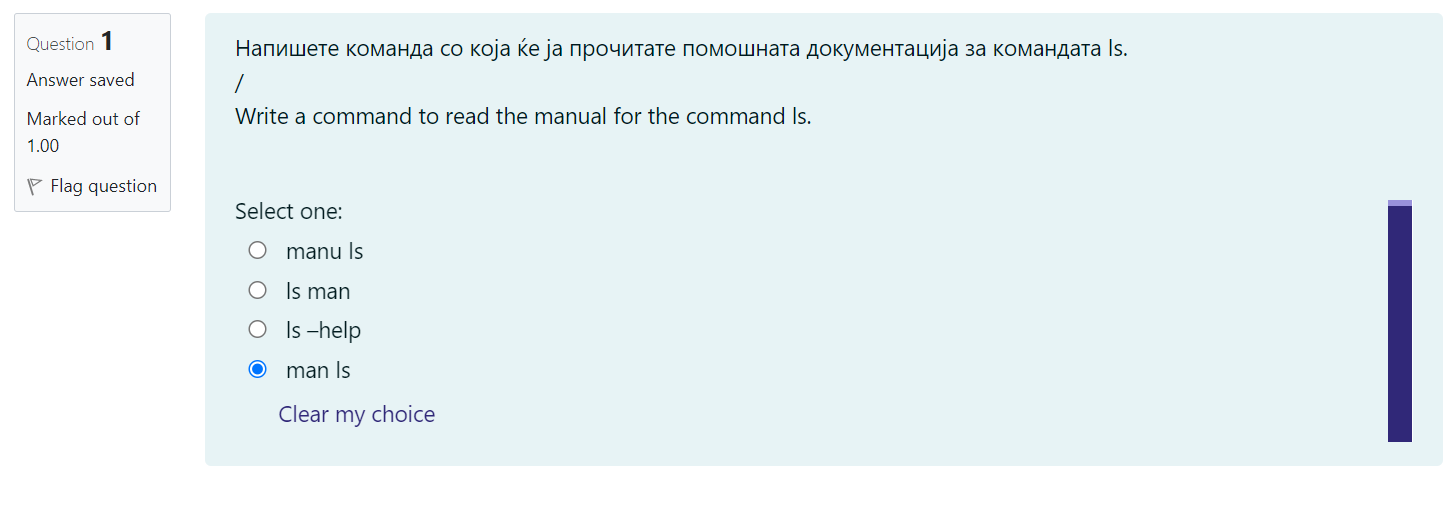 Question 1
Answer saved
Marked out of
1.00
Flag question
Напишете команда со која ќе ја прочитате помошната документација за командата ls.
/
Write a command to read the manual for the command ls.
Select one:
manu ls
ls man
ls –help
man ls
Clear my choice